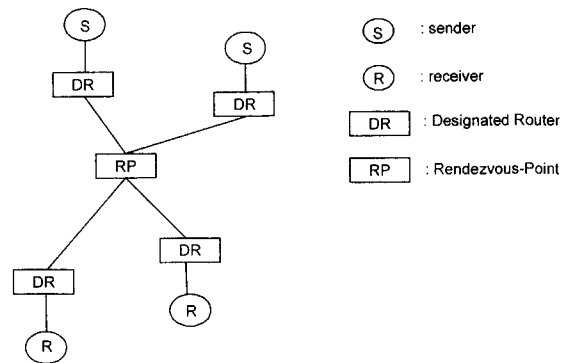 S
S
DR
DR
RP
DR
DR
R
R
S : sender
R : receiver
DR : Designated Router
RP : Rendezvous-Point